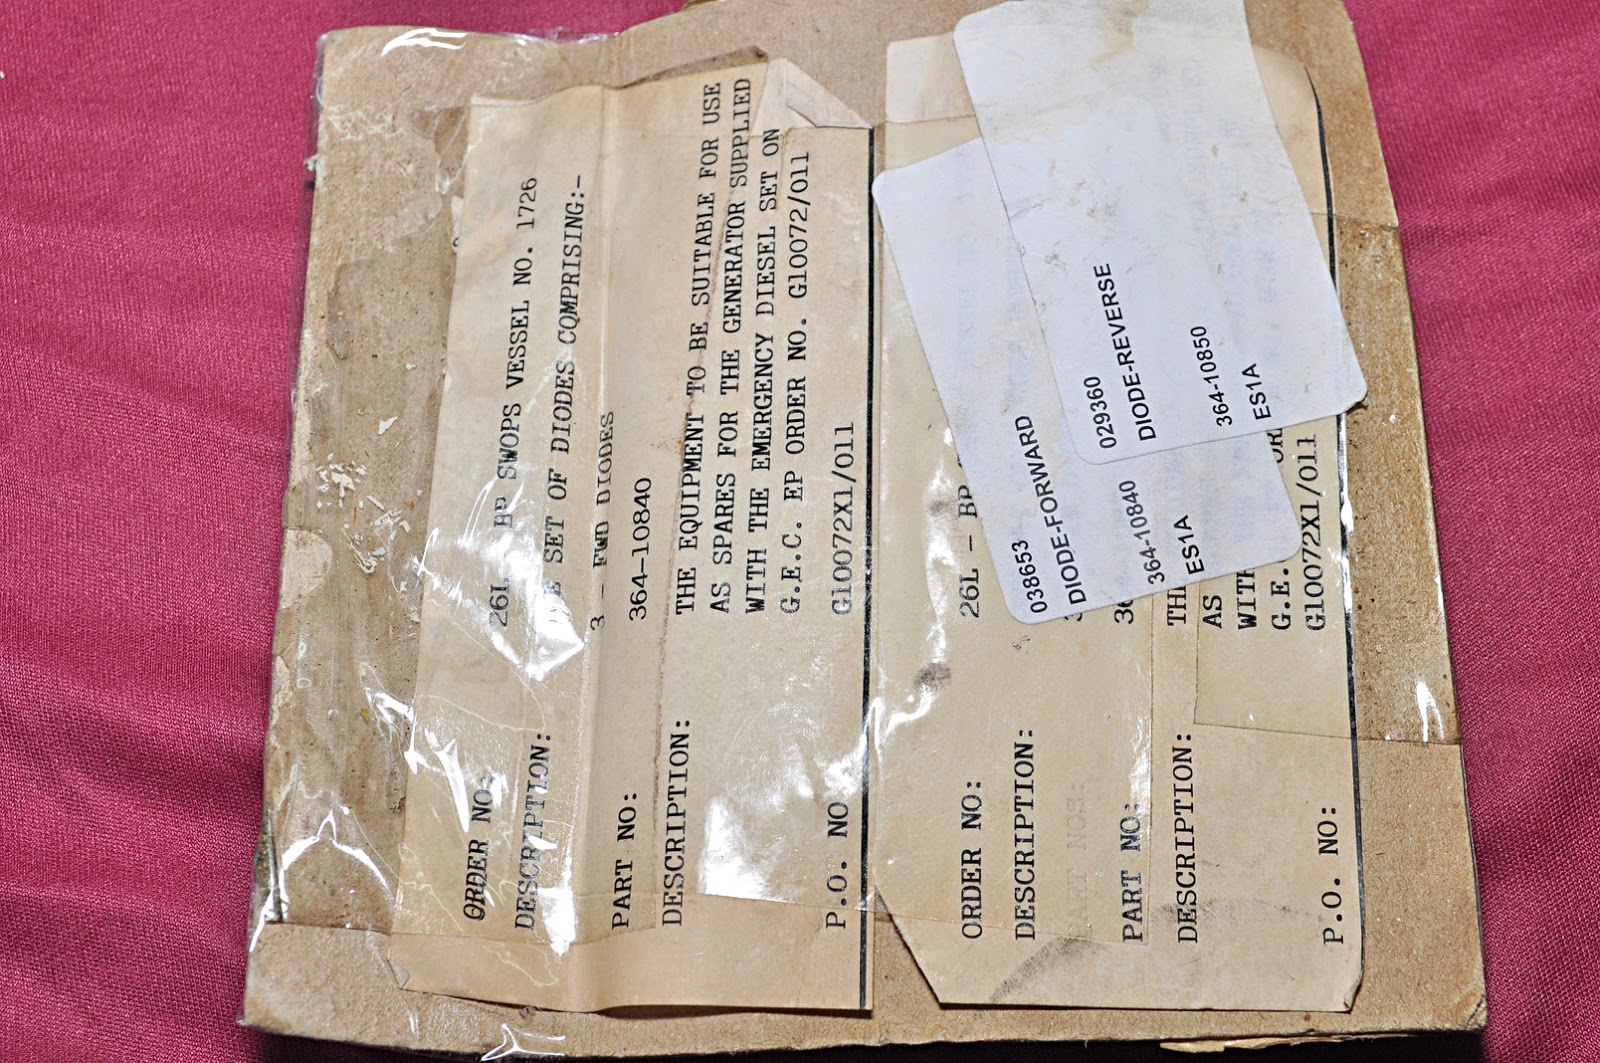 ORDER NO: 26L BP SWOPS VESSEL NO. 1726
DESCRIPTION: SET OF DIODES COMPRISING:-
3 - FWD DIODES
PART NO: 364-10840
DESCRIPTION: THE EQUIPMENT TO BE SUITABLE FOR USE
AS SPARES FOR THE GENERATOR SUPPLIED
WITH THE EMERGENCY DIESEL SET ON
G.E.C. EP ORDER NO. G10072/011
P.O. NO G10072X1/011
ORDER NO: 26L - BP
DESCRIPTION:
PART NOS:
PART NO:
DESCRIPTION:
AS
G.E.
P.O. NO: G10072X1/011
038653
DIODE-FORWARD
364-10840
ES1A
029360
DIODE-REVERSE
364-10850
ES1A